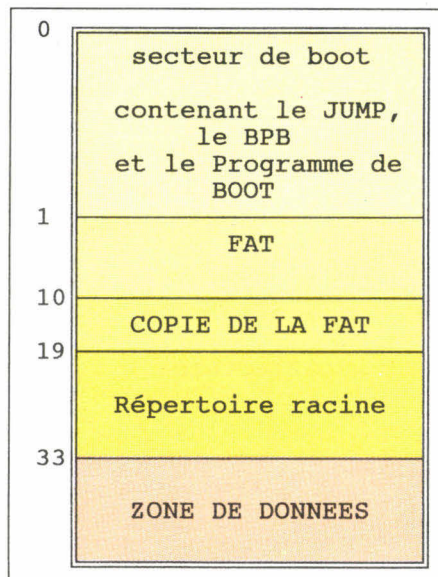 0
secteur de boot
contenant le JUMP,
le BPB
et le Programme de
BOOT
1
FAT
10
COPIE DE LA FAT
19
Répertoire racine
33
ZONE DE DONNEES